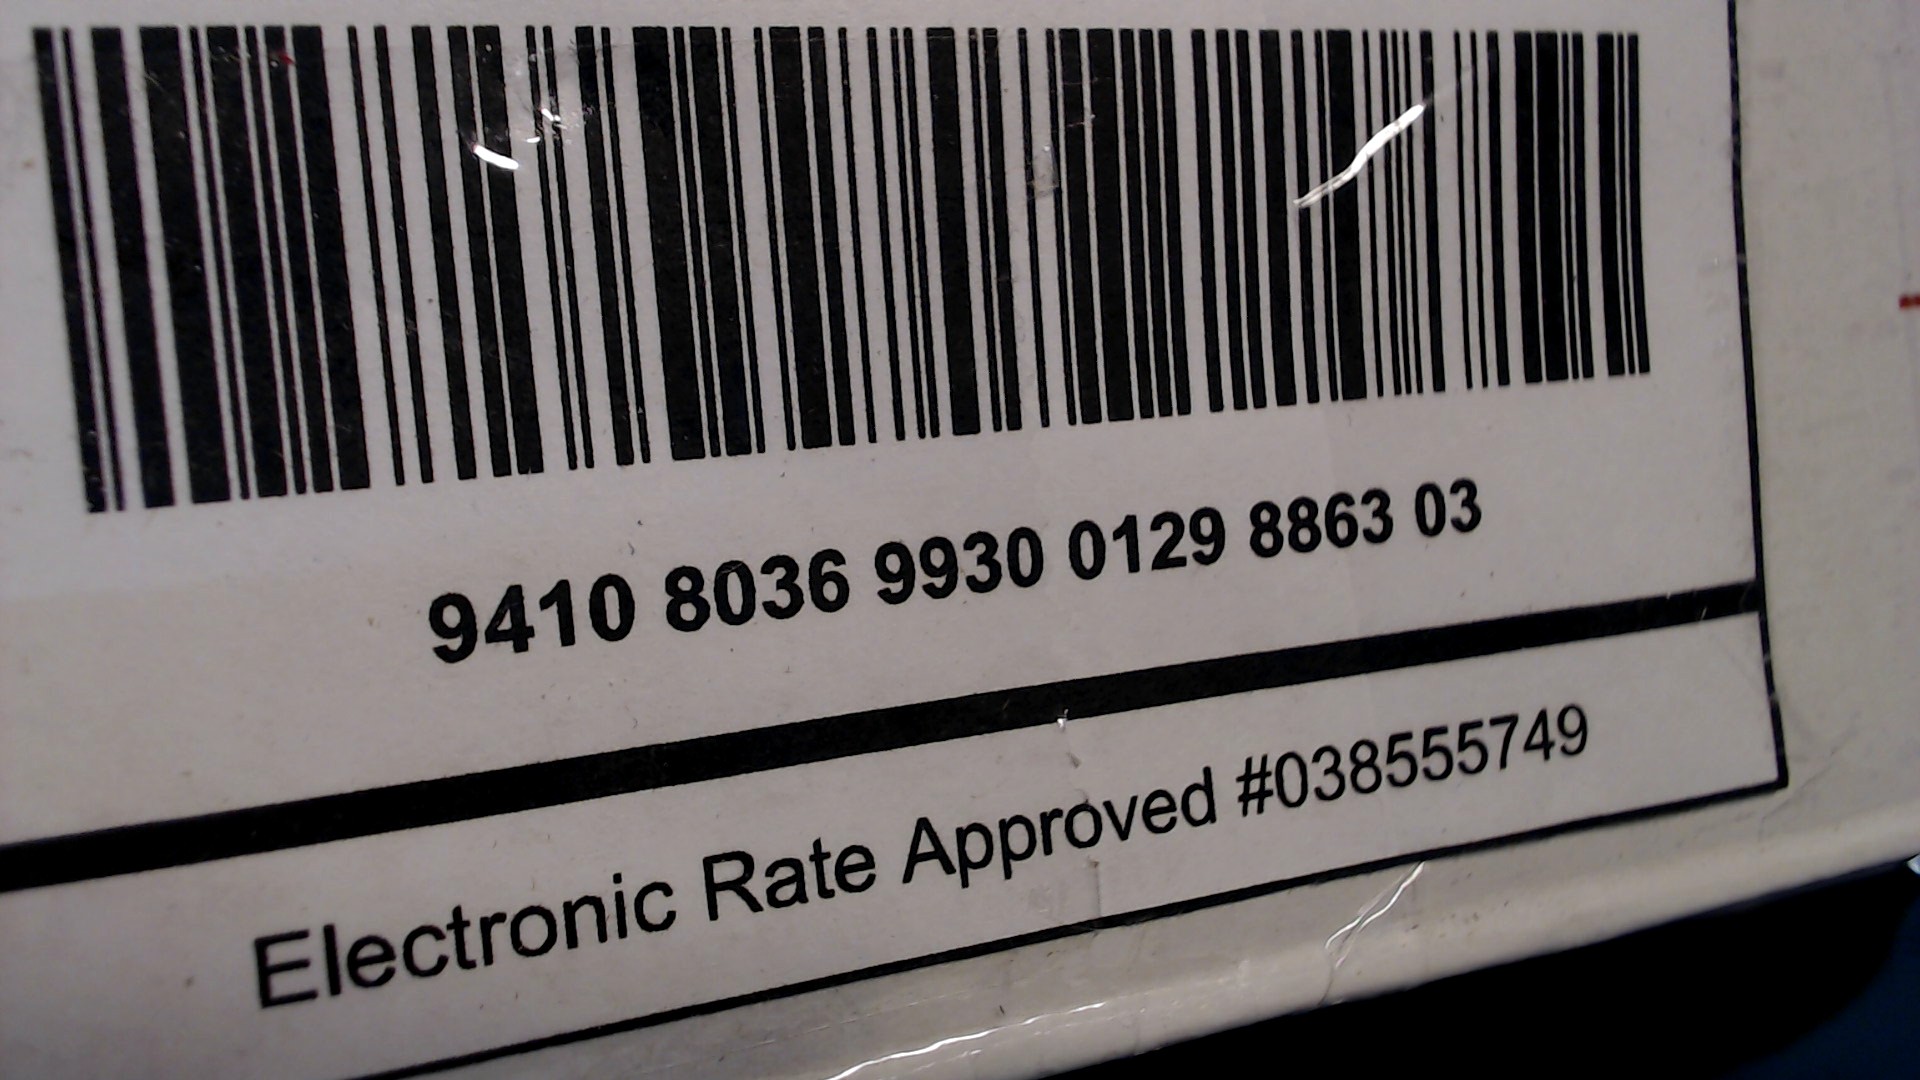 9410 8036 9930 0129 8863 03
Electronic Rate Approved #038555749